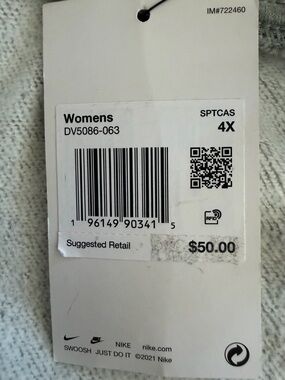 IM#722460
Womens SPTCAS
DV5086-063 4X
1 96149 90341 5
Suggested Retail $50.00
NIKE nike.com
SWOOSH JUST DO IT ©2021 Nike